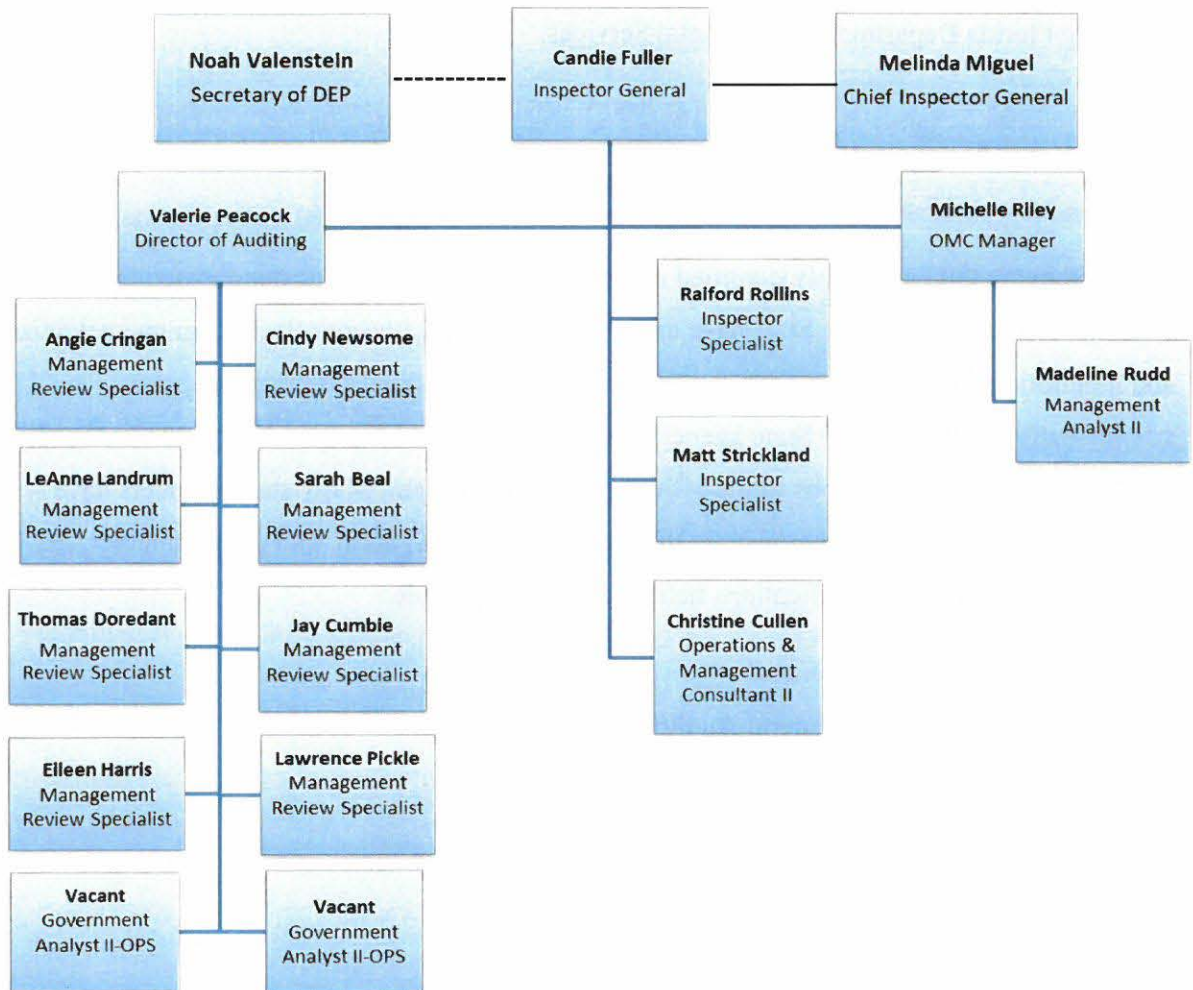 Noah Valenstein
Secretary of DEP
Candie Fuller
Inspector General
Melinda Miguel
Chief Inspector General
Valerie Peacock
Director of Auditing
Michelle Riley
OMC Manager
Angie Cringan
Management
Review Specialist
Cindy Newsome
Management
Review Specialist
Raiford Rollins
Inspector
Specialist
Madeline Rudd
Management
Analyst II
LeAnne Landrum
Management
Review Specialist
Sarah Beal
Management
Review Specialist
Matt Strickland
Inspector
Specialist
Thomas Doredant
Management
Review Specialist
Jay Cumbie
Management
Review Specialist
Christine Cullen
Operations &
Management
Consultant II
Eileen Harris
Management
Review Specialist
Lawrence Pickle
Management
Review Specialist
Vacant
Government
Analyst II-OPS
Vacant
Government
Analyst II-OPS